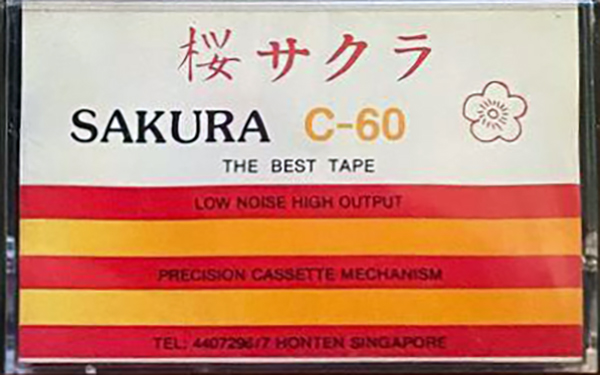 桜サクラ
SAKURA C-60
THE BEST TAPE
LOW NOISE HIGH OUTPUT
PRECISION CASSETTE MECHANISM
TEL: 4407296/7 HONTEN SINGAPORE